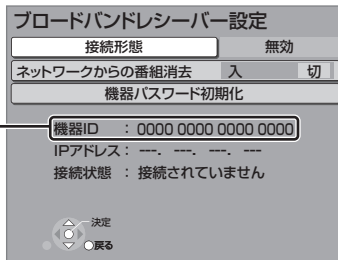 ブロードバンドレシーバー設定
接続形態 無効
ネットワークからの番組消去 入 切
機器パスワード初期化
機器ID : 0000 0000 0000 0000
IPアドレス : ---. ---. ---. ---
接続状態 : 接続されていません
決定
戻る